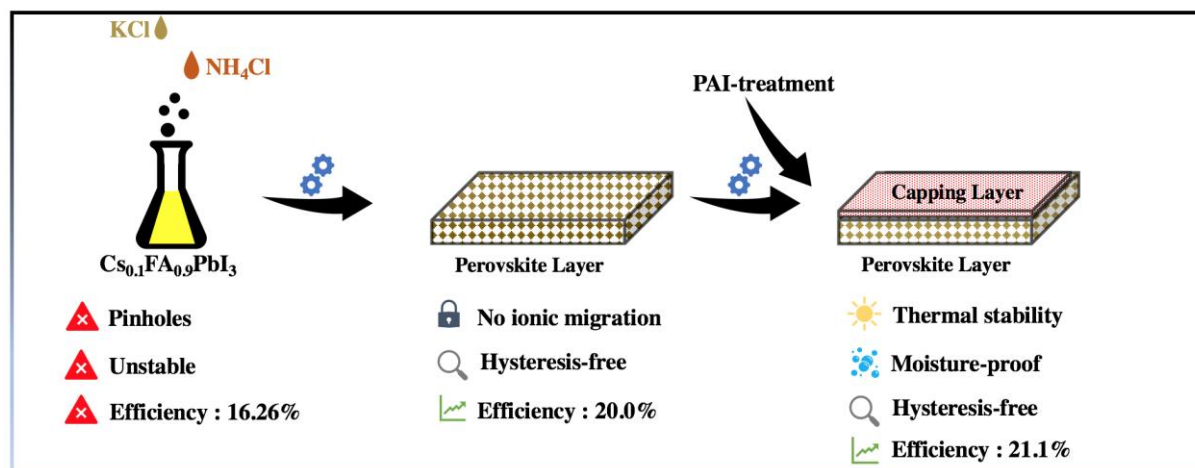 KCl
NH₄Cl
Cs₀.₁FA₀.₉PbI₃
Pinholes
Unstable
Efficiency : 16.26%
Perovskite Layer
No ionic migration
Hysteresis-free
Efficiency : 20.0%
PAI-treatment
Capping Layer
Perovskite Layer
Thermal stability
Moisture-proof
Hysteresis-free
Efficiency : 21.1%